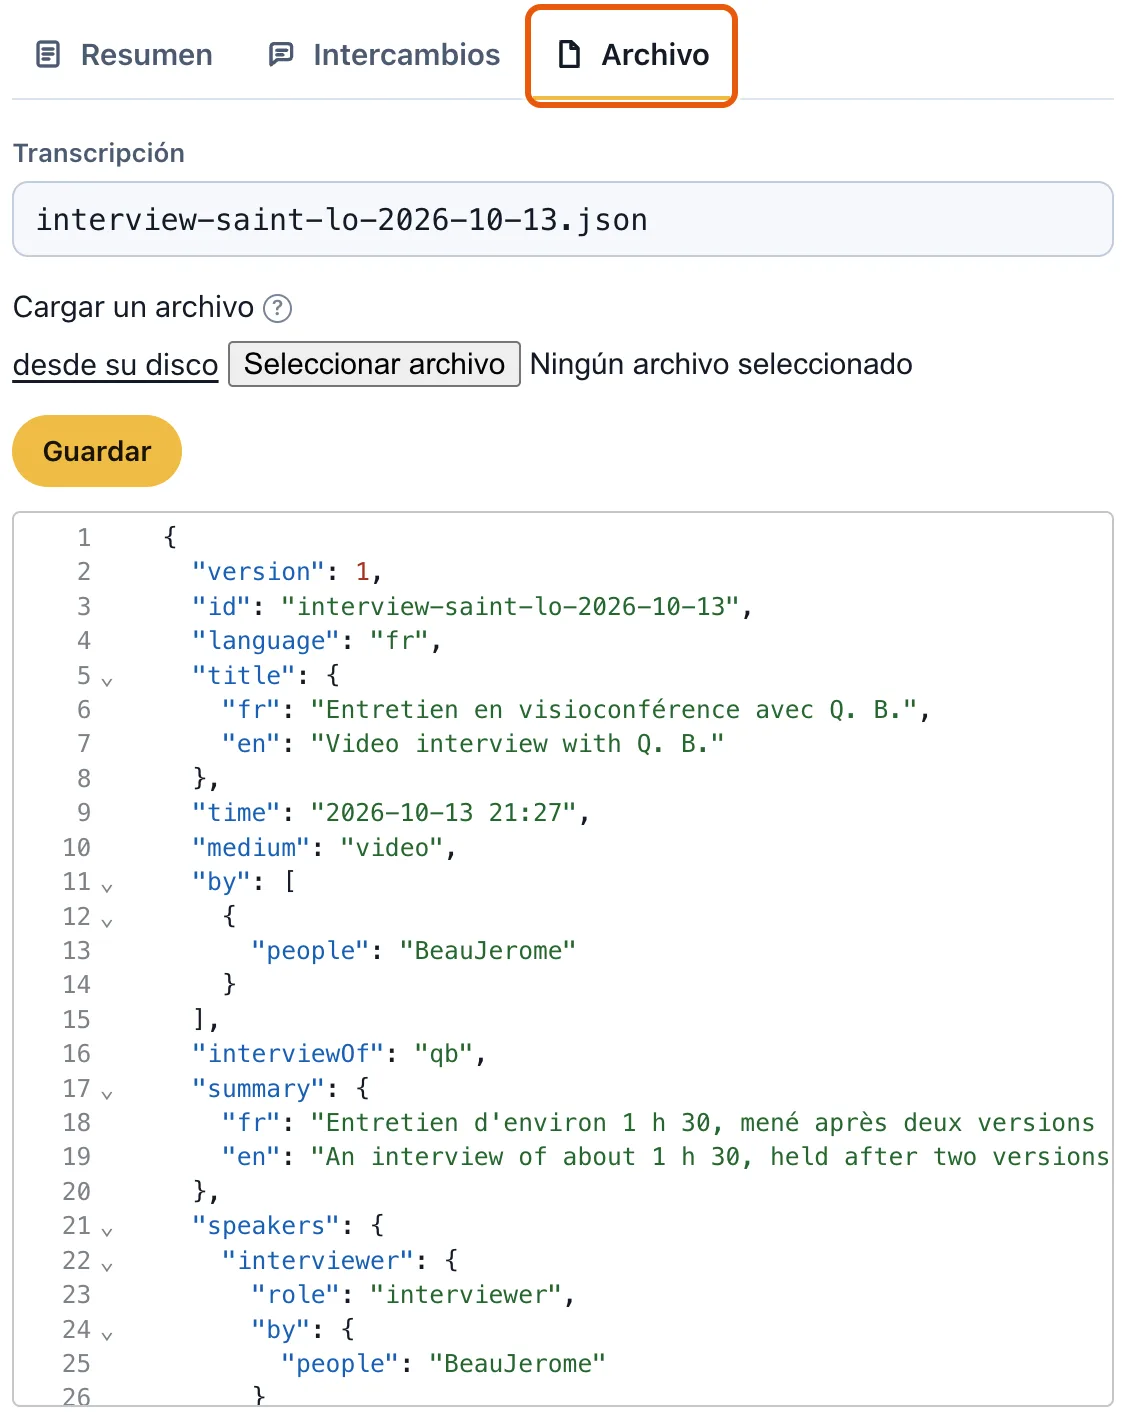 Resumen
Intercambios
Archivo
Transcripción
interview-saint-lo-2026-10-13.json
Cargar un archivo ?
desde su disco Seleccionar archivo Ningún archivo seleccionado
Guardar
1 {
2 "version": 1,
3 "id": "interview-saint-lo-2026-10-13",
4 "language": "fr",
5 "title": {
6 "fr": "Entretien en visioconférence avec Q. B.",
7 "en": "Video interview with Q. B."
8 },
9 "time": "2026-10-13 21:27",
10 "medium": "video",
11 "by": [
12 {
13 "people": "BeauJerome"
14 }
15 ],
16 "interviewOf": "qb",
17 "summary": {
18 "fr": "Entretien d'environ 1 h 30, mené après deux versions
19 "en": "An interview of about 1 h 30, held after two versions
20 },
21 "speakers": {
22 "interviewer": {
23 "role": "interviewer",
24 "by": {
25 "people": "BeauJerome"
26 }